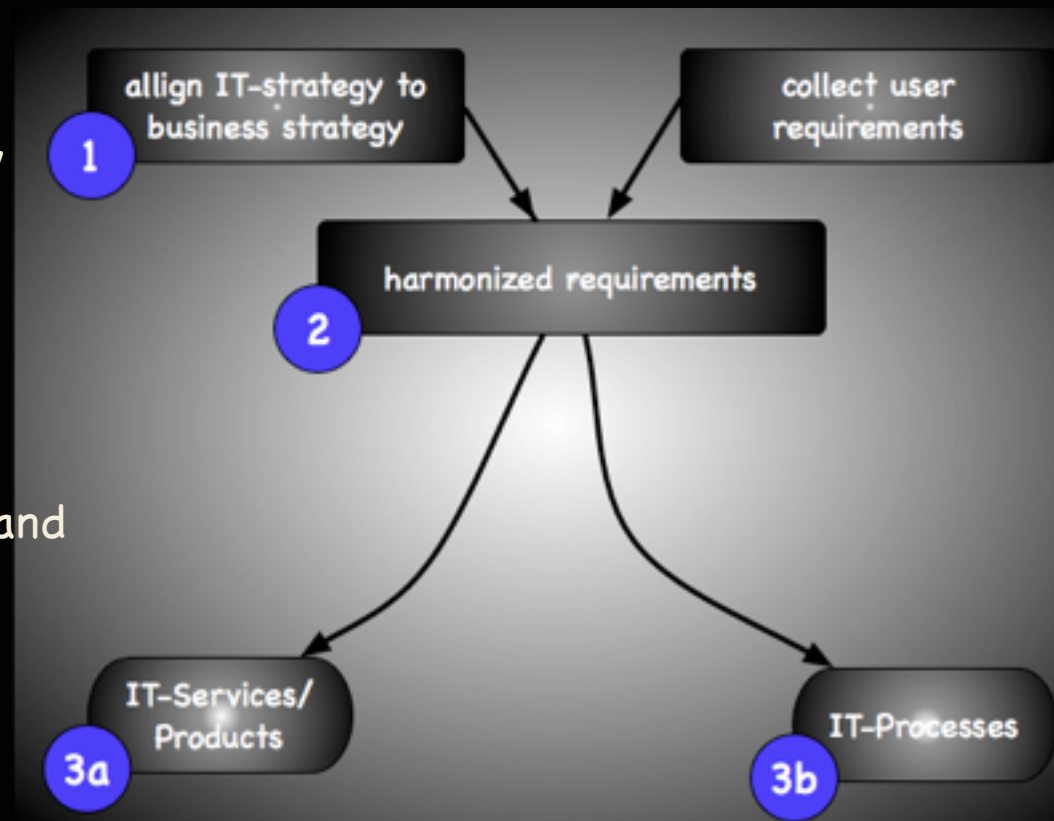 allign IT-strategy to
business strategy
1
collect user
requirements
harmonized requirements
2
and
IT-Services/
Products
3a
IT-Processes
3b